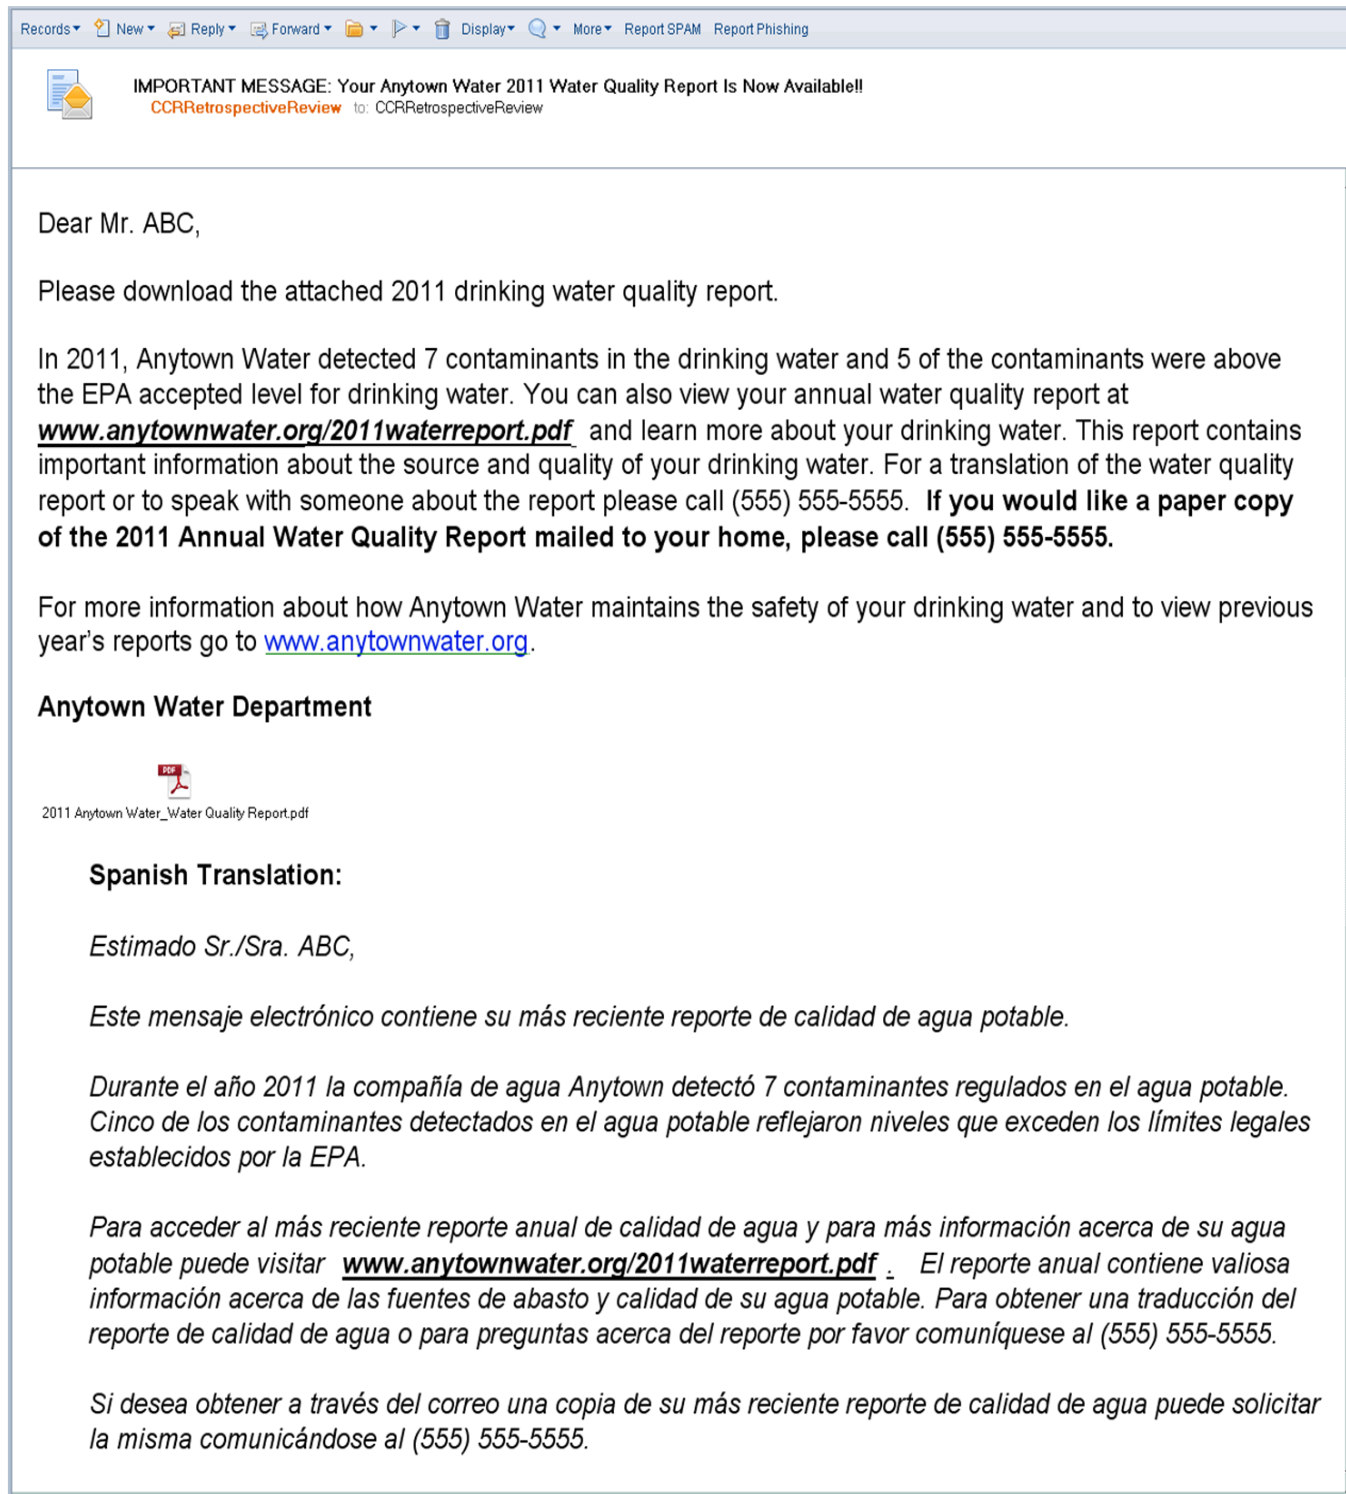 Records New Reply Forward Display More Report SPAM Report Phishing
IMPORTANT MESSAGE: Your Anytown Water 2011 Water Quality Report Is Now Available!!
CCRRetrospectiveReview to: CCRRetrospectiveReview
Dear Mr. ABC,
Please download the attached 2011 drinking water quality report.
In 2011, Anytown Water detected 7 contaminants in the drinking water and 5 of the contaminants were above
the EPA accepted level for drinking water. You can also view your annual water quality report at
www.anytownwater.org/2011waterreport.pdf and learn more about your drinking water. This report contains
important information about the source and quality of your drinking water. For a translation of the water quality
report or to speak with someone about the report please call (555) 555-5555. If you would like a paper copy
of the 2011 Annual Water Quality Report mailed to your home, please call (555) 555-5555.
For more information about how Anytown Water maintains the safety of your drinking water and to view previous
year's reports go to www.anytownwater.org.
Anytown Water Department
PDF
2011 Anytown Water_Water Quality Report.pdf
Spanish Translation:
Estimado Sr./Sra. ABC,
Este mensaje electrónico contiene su más reciente reporte de calidad de agua potable.
Durante el año 2011 la compañía de agua Anytown detectó 7 contaminantes regulados en el agua potable.
Cinco de los contaminantes detectados en el agua potable reflejaron niveles que exceden los límites legales
establecidos por la EPA.
Para acceder al más reciente reporte anual de calidad de agua y para más información acerca de su agua
potable puede visitar www.anytownwater.org/2011waterreport.pdf . El reporte anual contiene valiosa
información acerca de las fuentes de abasto y calidad de su agua potable. Para obtener una traducción del
reporte de calidad de agua o para preguntas acerca del reporte por favor comuníquese al (555) 555-5555.
Si desea obtener a través del correo una copia de su más reciente reporte de calidad de agua puede solicitar
la misma comunicándose al (555) 555-5555.